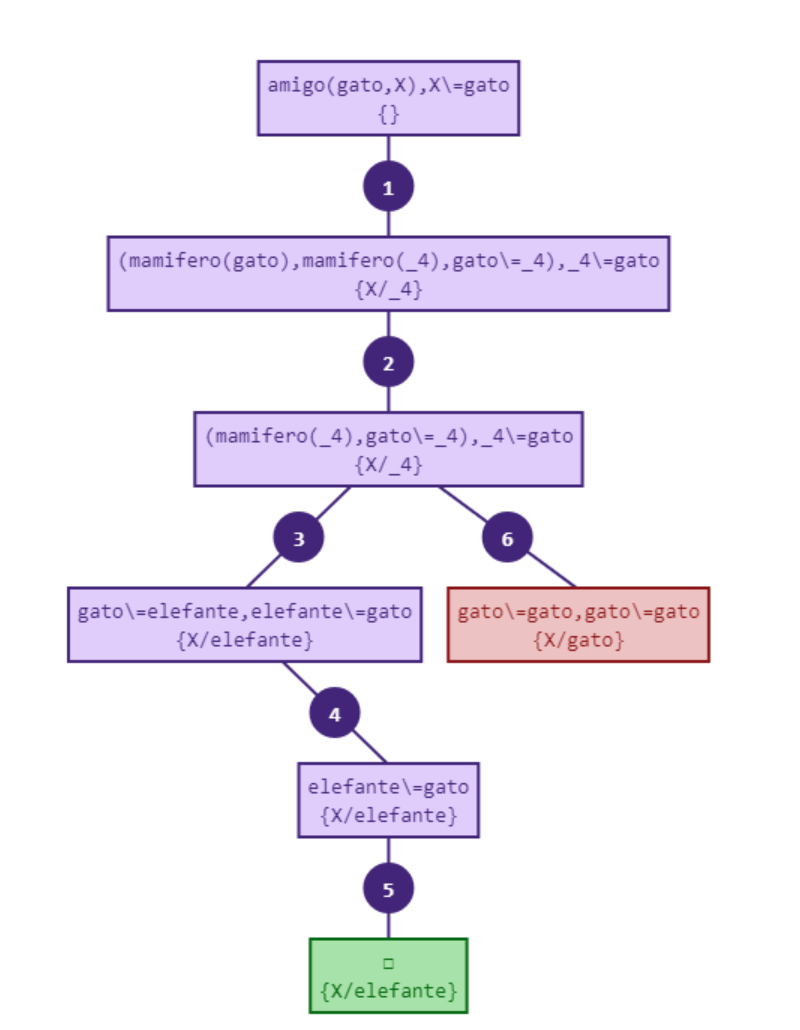 amigo(gato,X),X\=gato
{}
1
(mamifero(gato),mamifero(_4),gato\=_4),_4\=gato
{X/_4}
2
(mamifero(_4),gato\=_4),_4\=gato
{X/_4}
3
6
gato\=elefante,elefante\=gato
{X/elefante}
gato\=gato,gato\=gato
{X/gato}
4
elefante\=gato
{X/elefante}
5
□
{X/elefante}